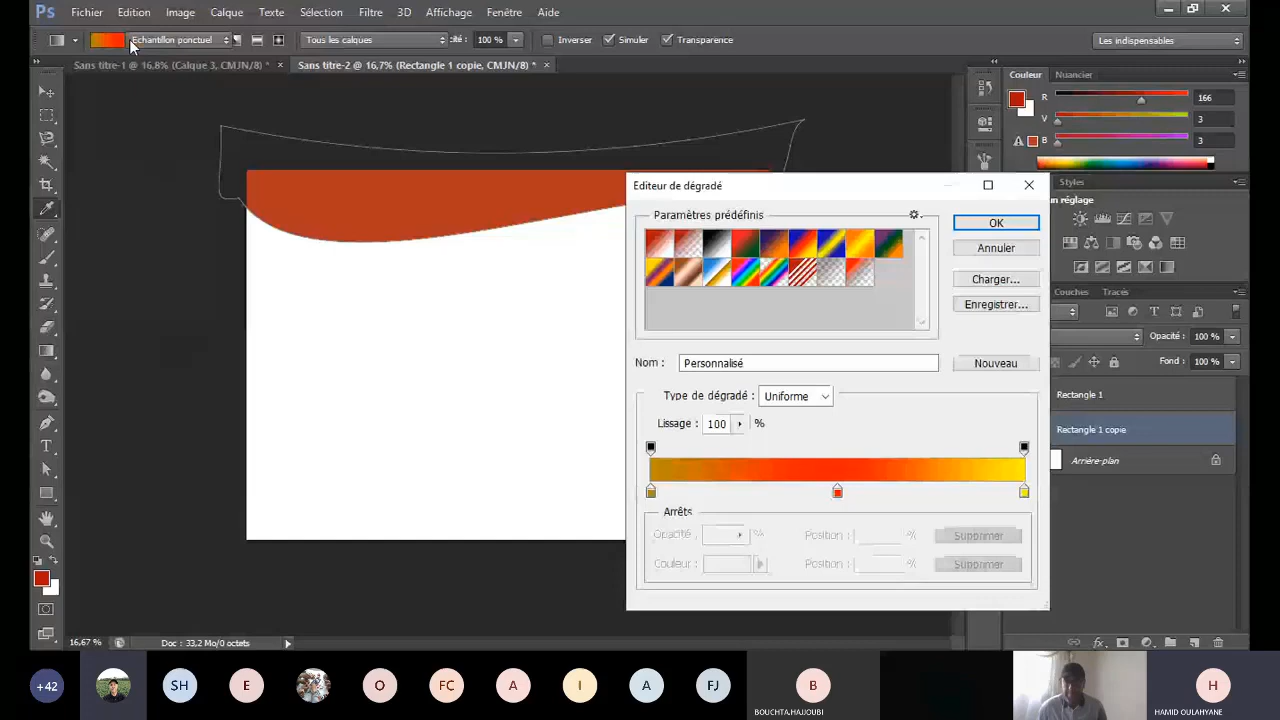 Ps Fichier Edition Image Calque Texte Sélection Filtre 3D Affichage Fenêtre Aide
Echantillon ponctuel Tous les calques 100 % Inverser Simuler Transparence Les indispensables
Sans titre-1 @ 16,8% (Calque 3, CMJN/8) * × Sans titre-2 @ 16,7% (Rectangle 1 copie, CMJN/8) * ×
Couleur Nuancier
R 166
V 3
B 3
Styles
un réglage
Couches Tracés
Opacité : 100 %
Fond : 100 %
Rectangle 1
Rectangle 1 copie
Arrière-plan
Editeur de dégradé
Paramètres prédéfinis
OK
Annuler
Charger...
Enregistrer...
Nom : Personnalisé Nouveau
Type de dégradé : Uniforme
Lissage : 100 %
Arrêts
Opacité : % Position : % Supprimer
Couleur : Position : % Supprimer
16,67 % Doc : 33,2 Mo/0 octets
+42 SH E O FC A I A FJ B H
BOUCHTA.HAJJOUBI HAMID OULAHYANE